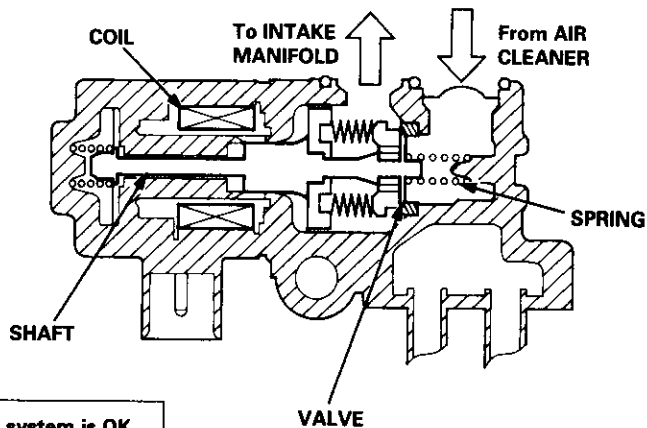 COIL
To INTAKE
MANIFOLD
From AIR
CLEANER
SPRING
SHAFT
VALVE
system is OK